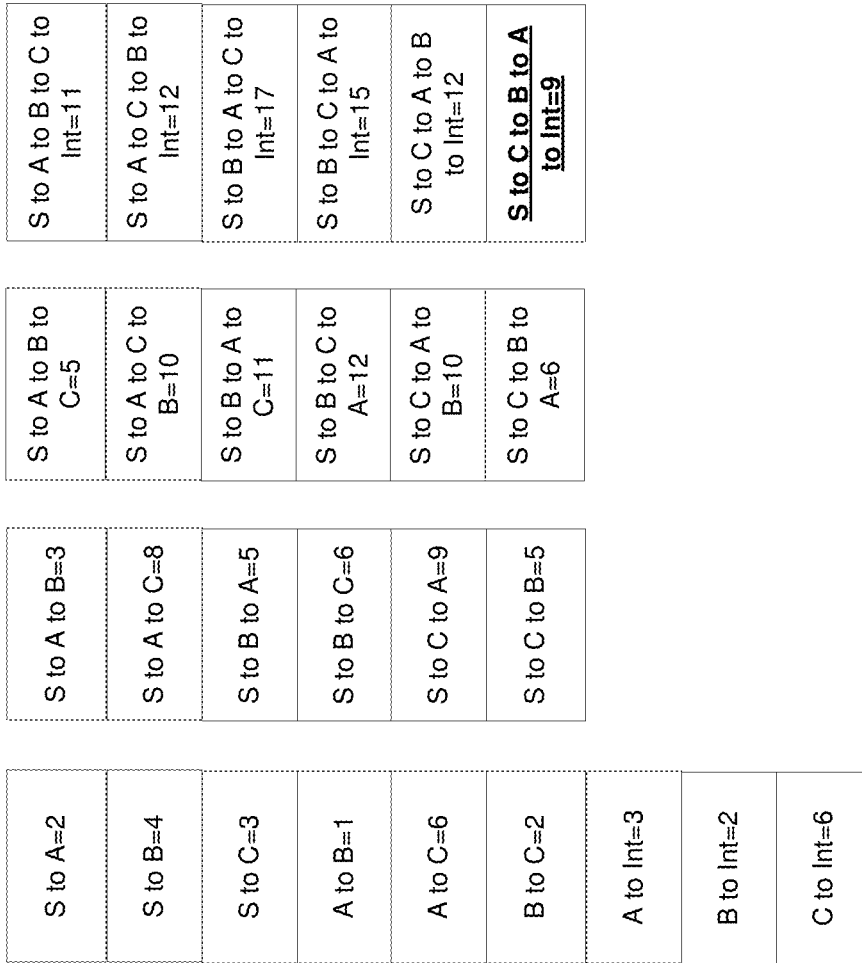 S to A=2
S to B=4
S to C=3
A to B=1
A to C=6
B to C=2
A to Int=3
B to Int=2
C to Int=6
S to A to B=3
S to A to C=8
S to B to A=5
S to B to C=6
S to C to A=9
S to C to B=5
S to A to B to
C=5
S to A to C to
B=10
S to B to A to
C=11
S to B to C to
A=12
S to C to A to
B=10
S to C to B to
A=6
S to A to B to C to
Int=11
S to A to C to B to
Int=12
S to B to A to C to
Int=17
S to B to C to A to
Int=15
S to C to A to B
to Int=12
S to C to B to A
to Int=9